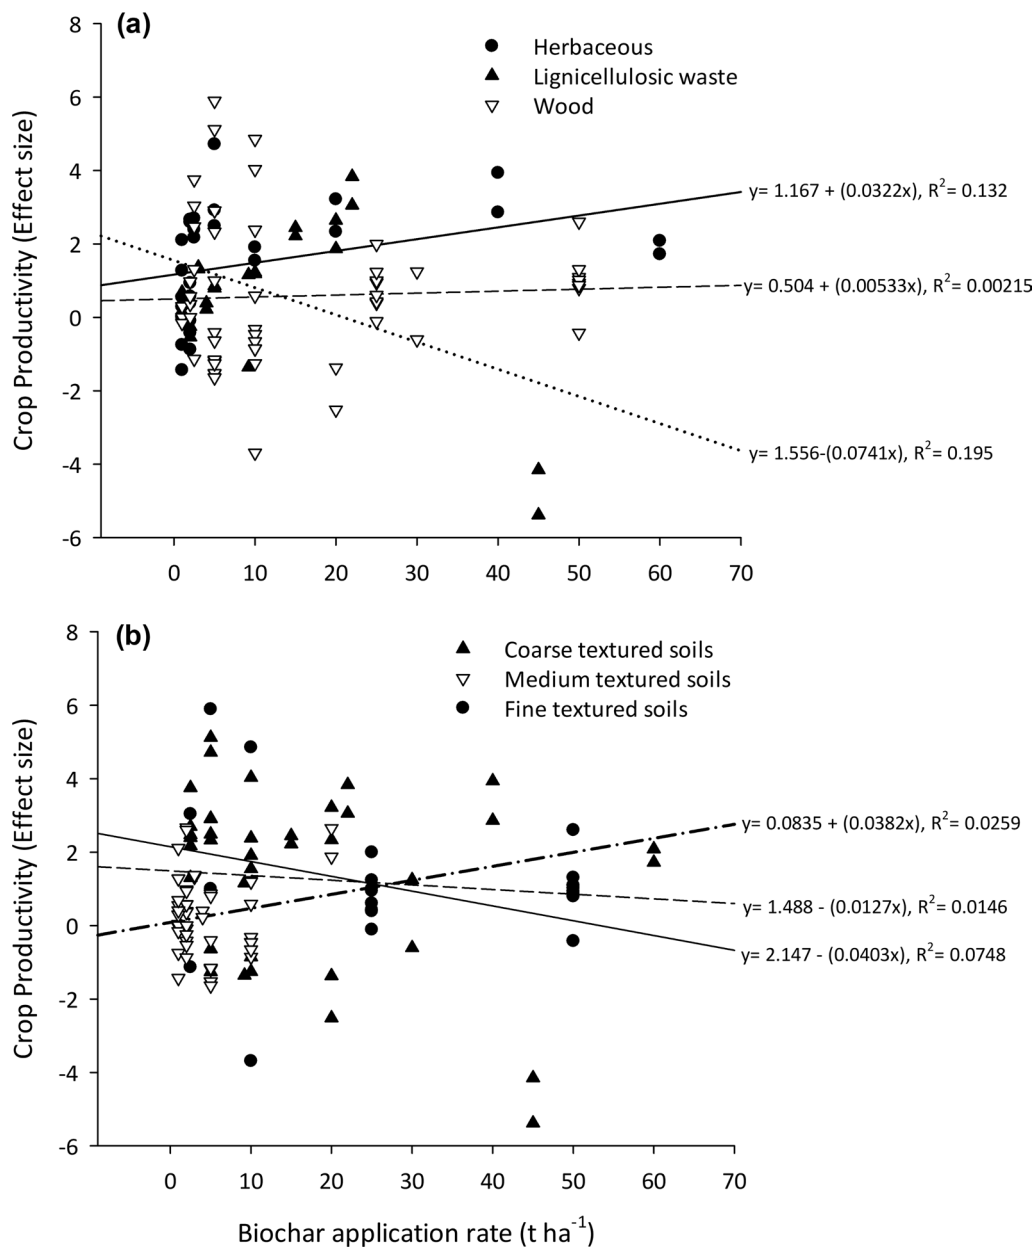 (a)
Herbaceous
Lignicellulosic waste
Wood
Crop Productivity (Effect size)
8
6
4
2
0
-2
-4
-6
y= 1.167 + (0.0322x), R²= 0.132
y= 0.504 + (0.00533x), R²= 0.00215
y= 1.556-(0.0741x), R²= 0.195
0 10 20 30 40 50 60 70
(b)
Coarse textured soils
Medium textured soils
Fine textured soils
Crop Productivity (Effect size)
8
6
4
2
0
-2
-4
-6
y= 0.0835 + (0.0382x), R²= 0.0259
y= 1.488 - (0.0127x), R²= 0.0146
y= 2.147 - (0.0403x), R²= 0.0748
0 10 20 30 40 50 60 70
Biochar application rate (t ha⁻¹)